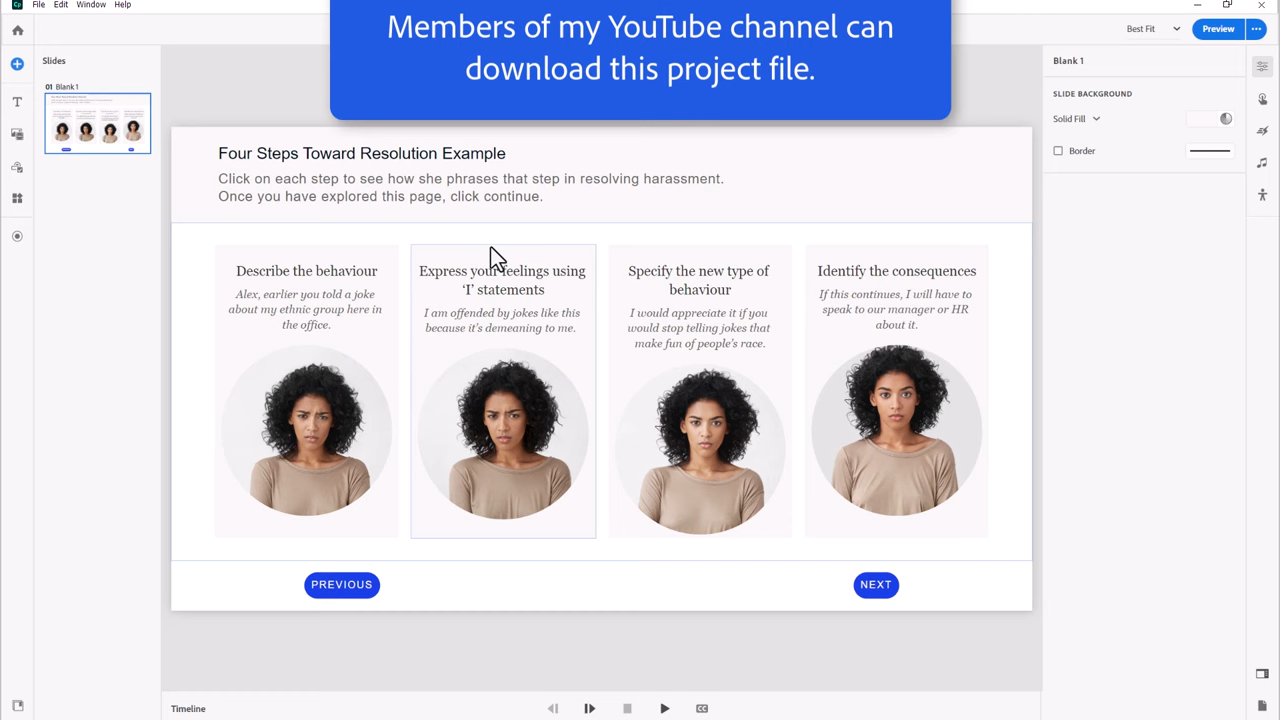 Cp File Edit Window Help
Members of my YouTube channel can
download this project file.
Best Fit
Preview
Slides
01 Blank 1
Blank 1
SLIDE BACKGROUND
Solid Fill
Border
Four Steps Toward Resolution Example
Click on each step to see how she phrases that step in resolving harassment.
Once you have explored this page, click continue.
Describe the behaviour
Alex, earlier you told a joke
about my ethnic group here in
the office.
Express your feelings using
‘I’ statements
I am offended by jokes like this
because it's demeaning to me.
Specify the new type of
behaviour
I would appreciate it if you
would stop telling jokes that
make fun of people's race.
Identify the consequences
If this continues, I will have to
speak to our manager or HR
about it.
PREVIOUS
NEXT
Timeline
CC